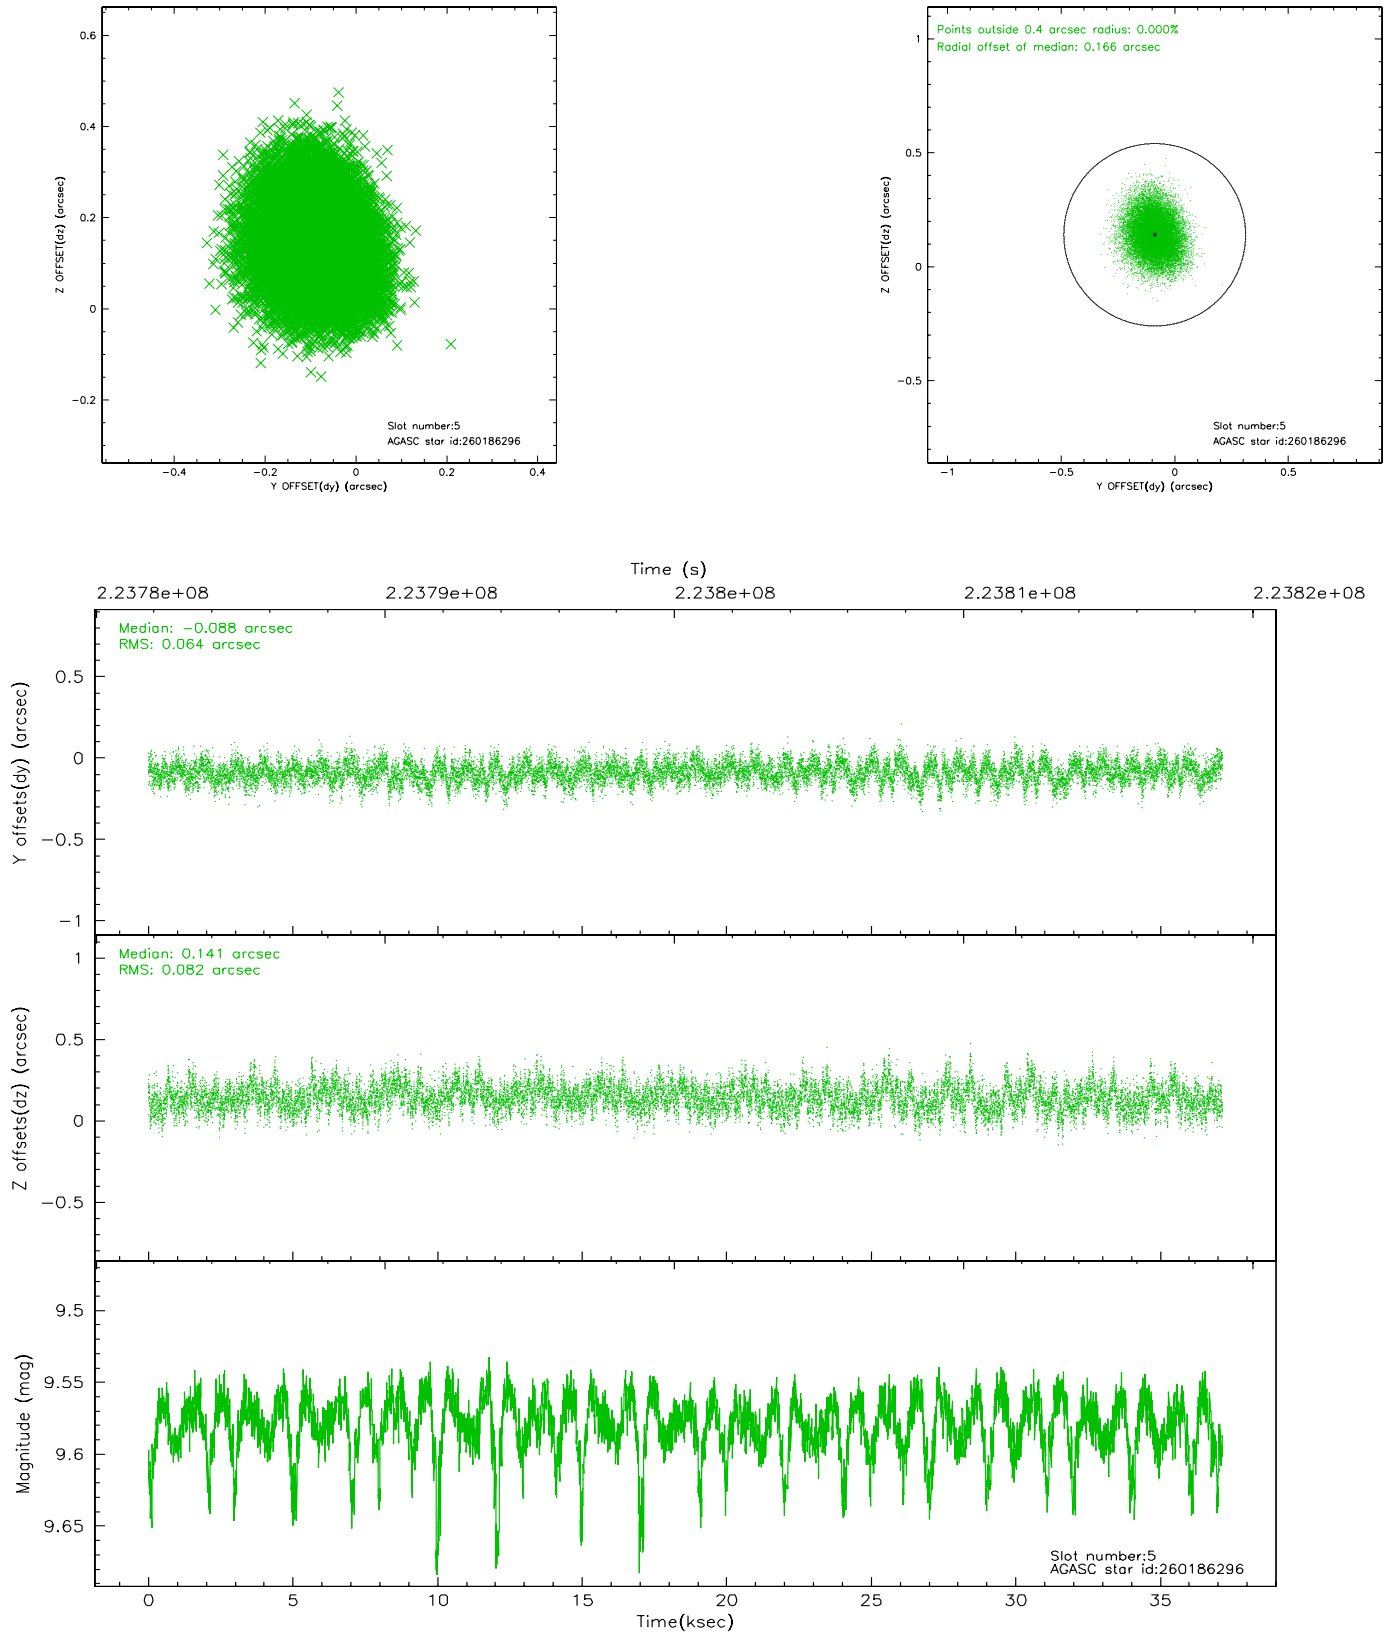 0.6
0.4
0.2
0
−0.2
Z OFFSET(dz) (arcsec)
Slot number:5
AGASC star id:260186296
−0.4 −0.2 0 0.2 0.4
Y OFFSET(dy) (arcsec)
Points outside 0.4 arcsec radius: 0.000%
Radial offset of median: 0.166 arcsec
1
0.5
0
−0.5
Z OFFSET(dz) (arcsec)
Slot number:5
AGASC star id:260186296
−1 −0.5 0 0.5
Y OFFSET(dy) (arcsec)
Time (s)
2.2378e+08 2.2379e+08 2.238e+08 2.2381e+08 2.2382e+08
Median: −0.088 arcsec
RMS: 0.064 arcsec
0.5
0
−0.5
−1
Y offsets(dy) (arcsec)
Median: 0.141 arcsec
RMS: 0.082 arcsec
1
0.5
0
−0.5
Z offsets(dz) (arcsec)
9.5
9.55
9.6
9.65
Magnitude (mag)
Slot number:5
AGASC star id:260186296
0 5 10 15 20 25 30 35
Time(ksec)